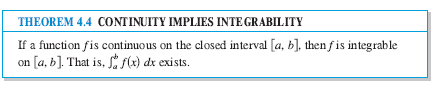 THEOREM 4.4 CONTINUITY IMPLIES INTEGRABILITY
If a function f is continuous on the closed interval [a, b], then f is integrable
on [a, b]. That is, ∫_a^b f(x) dx exists.